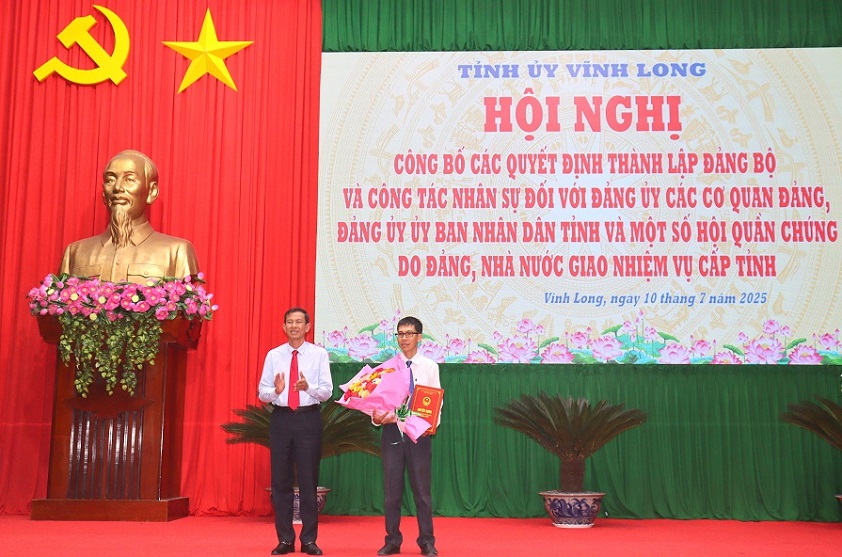 TỈNH ỦY VĨNH LONG
HỘI NGHỊ
CÔNG BỐ CÁC QUYẾT ĐỊNH THÀNH LẬP ĐẢNG BỘ
VÀ CÔNG TÁC NHÂN SỰ ĐỐI VỚI ĐẢNG ỦY CÁC CƠ QUAN ĐẢNG,
ĐẢNG ỦY ỦY BAN NHÂN DÂN TỈNH VÀ MỘT SỐ HỘI QUẦN CHÚNG
DO ĐẢNG, NHÀ NƯỚC GIAO NHIỆM VỤ CẤP TỈNH
Vĩnh Long, ngày 10 tháng 7 năm 2025